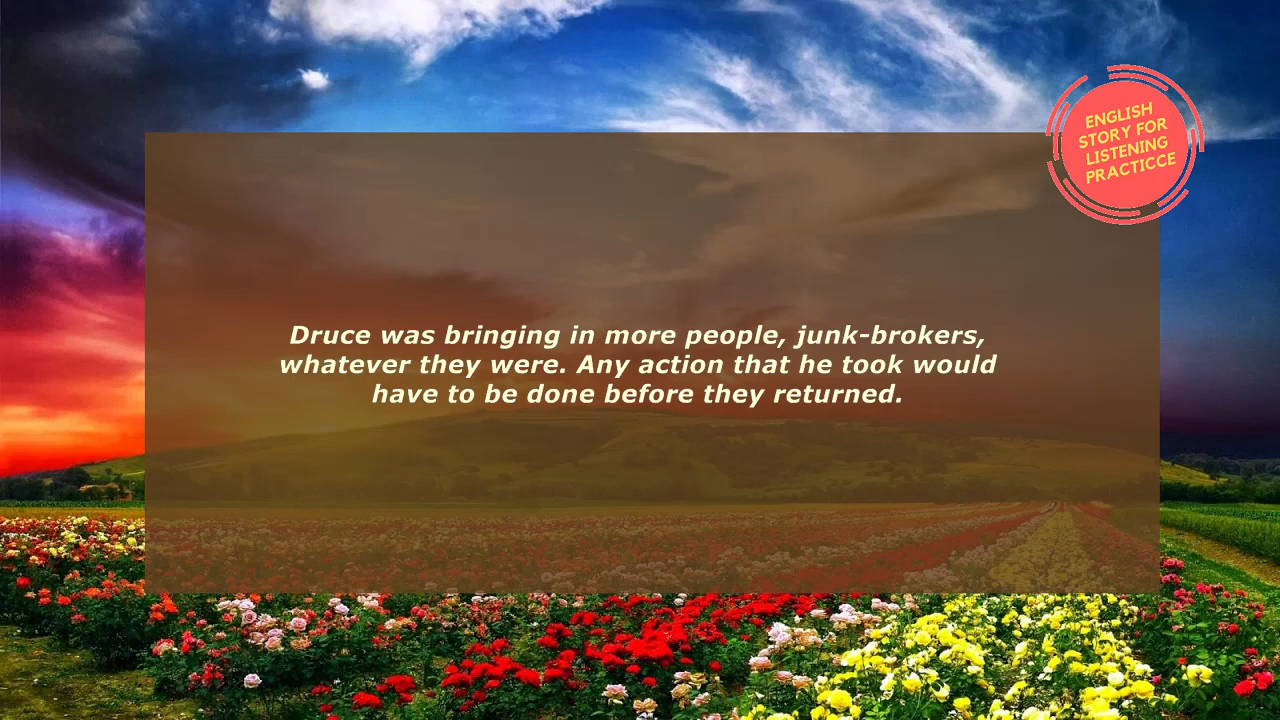 ENGLISH
STORY FOR
LISTENING
PRACTICCE
Druce was bringing in more people, junk-brokers,
whatever they were. Any action that he took would
have to be done before they returned.